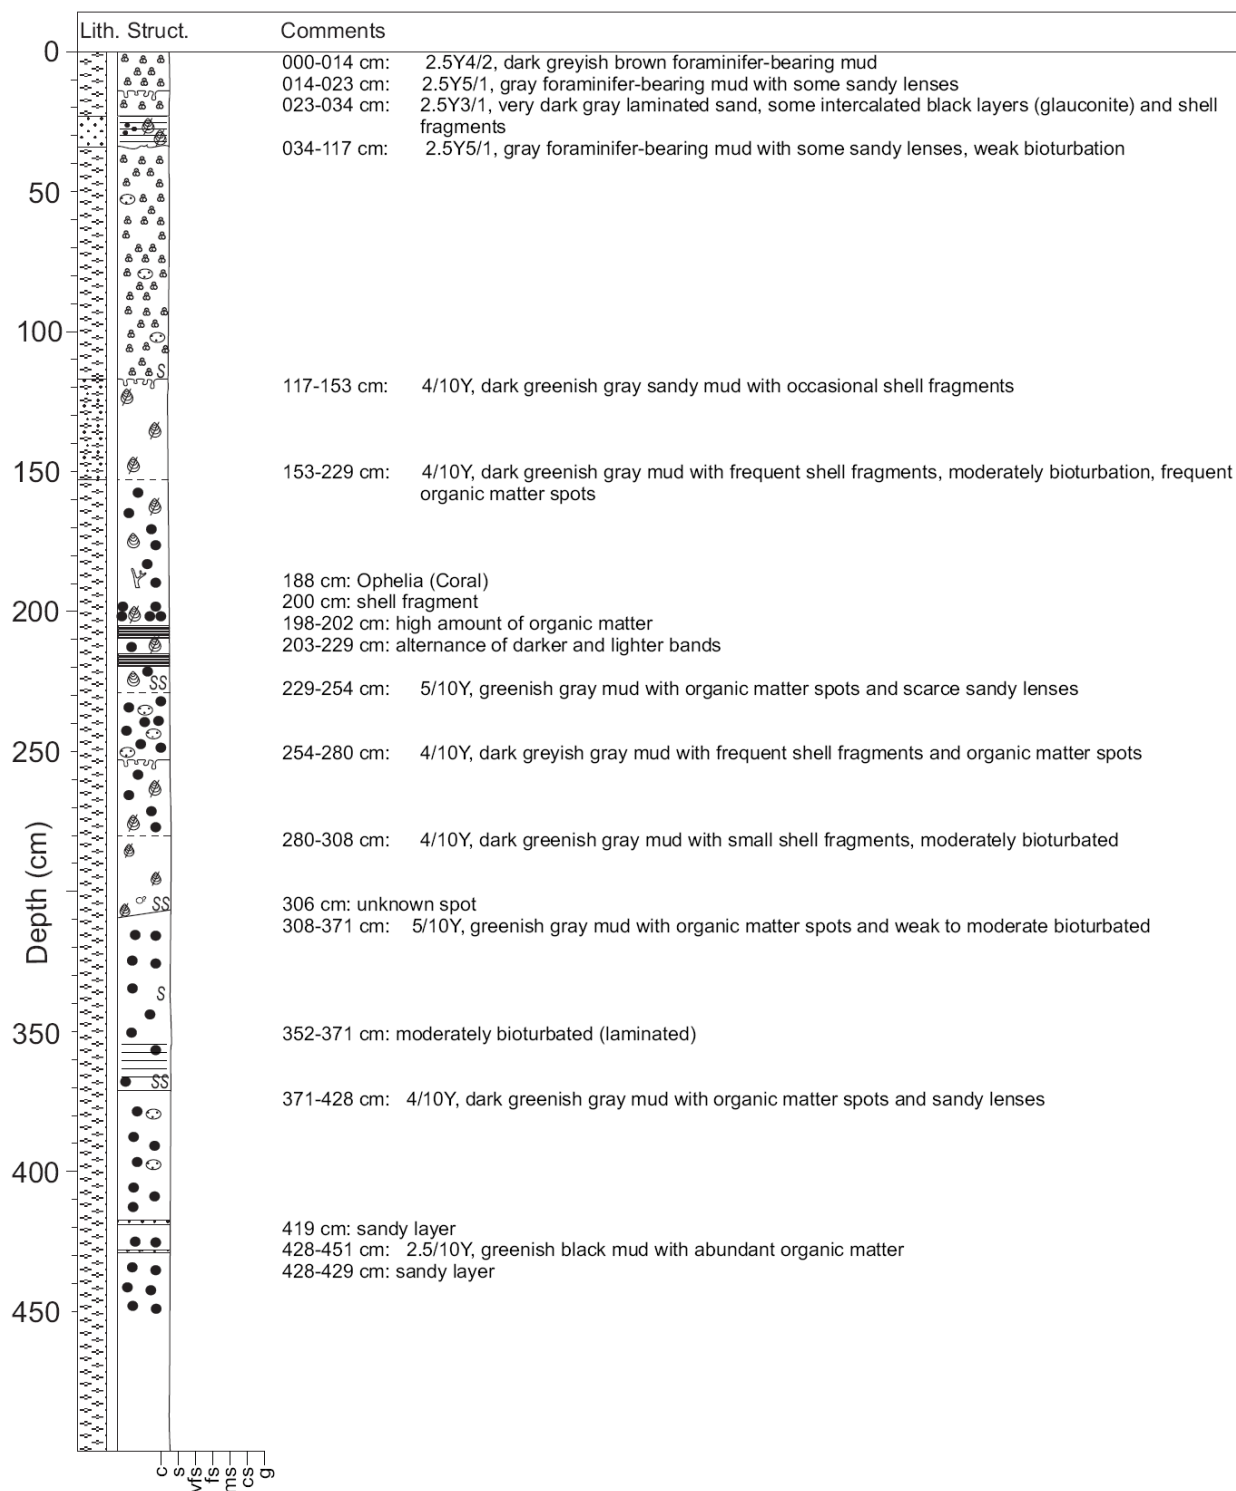 Lith. Struct. Comments
0
000-014 cm: 2.5Y4/2, dark greyish brown foraminifer-bearing mud
014-023 cm: 2.5Y5/1, gray foraminifer-bearing mud with some sandy lenses
023-034 cm: 2.5Y3/1, very dark gray laminated sand, some intercalated black layers (glauconite) and shell
fragments
034-117 cm: 2.5Y5/1, gray foraminifer-bearing mud with some sandy lenses, weak bioturbation
50
100
S
117-153 cm: 4/10Y, dark greenish gray sandy mud with occasional shell fragments
150
153-229 cm: 4/10Y, dark greenish gray mud with frequent shell fragments, moderately bioturbation, frequent
organic matter spots
188 cm: Ophelia (Coral)
200 cm: shell fragment
200
198-202 cm: high amount of organic matter
203-229 cm: alternance of darker and lighter bands
SS
229-254 cm: 5/10Y, greenish gray mud with organic matter spots and scarce sandy lenses
250
254-280 cm: 4/10Y, dark greyish gray mud with frequent shell fragments and organic matter spots
280-308 cm: 4/10Y, dark greenish gray mud with small shell fragments, moderately bioturbated
Depth (cm)
SS
306 cm: unknown spot
308-371 cm: 5/10Y, greenish gray mud with organic matter spots and weak to moderate bioturbated
S
350
352-371 cm: moderately bioturbated (laminated)
SS
371-428 cm: 4/10Y, dark greenish gray mud with organic matter spots and sandy lenses
400
419 cm: sandy layer
428-451 cm: 2.5/10Y, greenish black mud with abundant organic matter
428-429 cm: sandy layer
450
c
s
vfs
fs
ms
cs
g